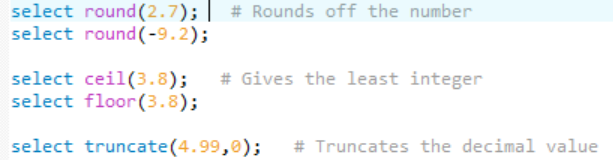 select round(2.7);  # Rounds off the number
select round(-9.2);
select ceil(3.8);  # Gives the least integer
select floor(3.8);
select truncate(4.99,0);  # Truncates the decimal value